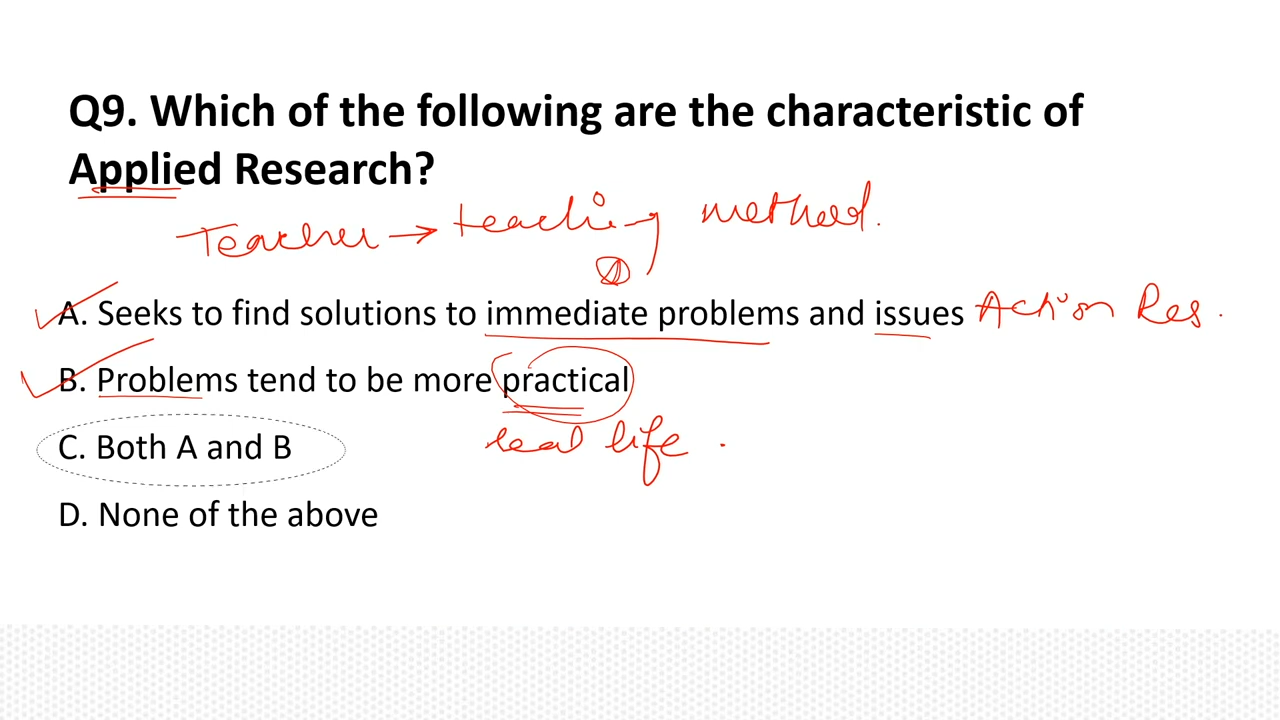 Q9. Which of the following are the characteristic of
Applied Research?
Teacher → teaching method.
A. Seeks to find solutions to immediate problems and issues Action Res.
B. Problems tend to be more practical
real life.
C. Both A and B
D. None of the above